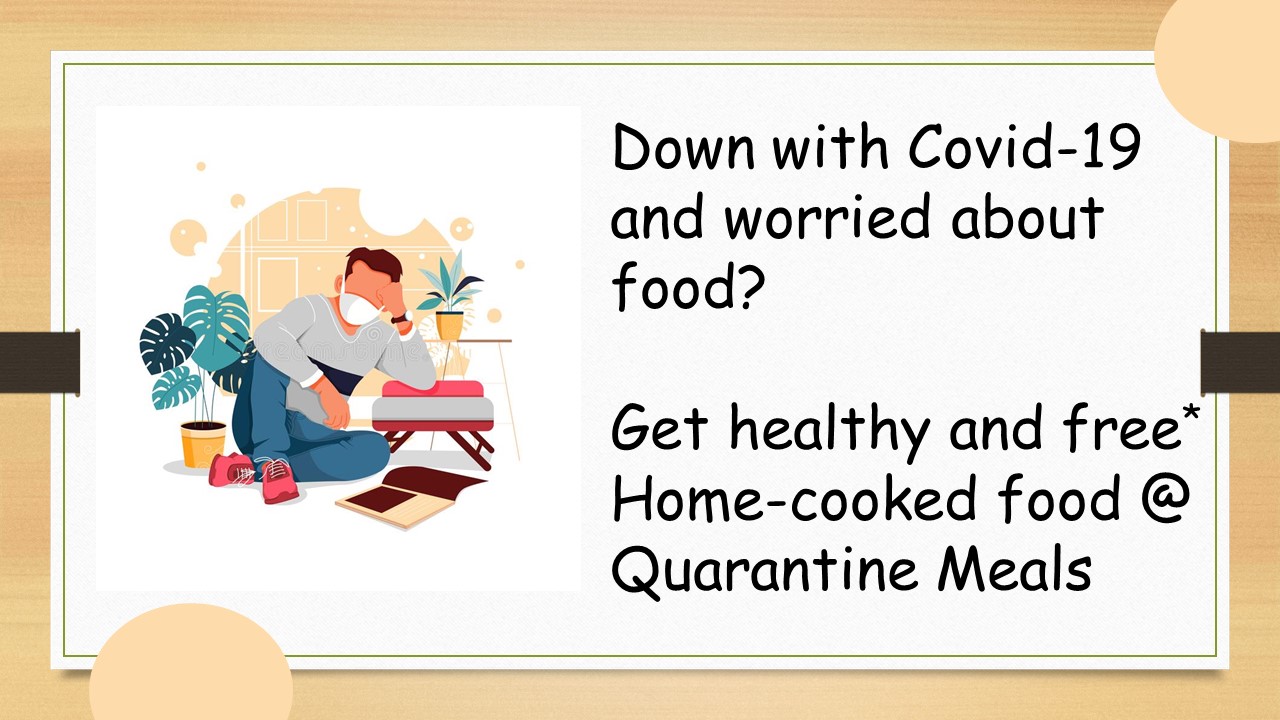 Down with Covid-19
and worried about
food?
Get healthy and free*
Home-cooked food @
Quarantine Meals